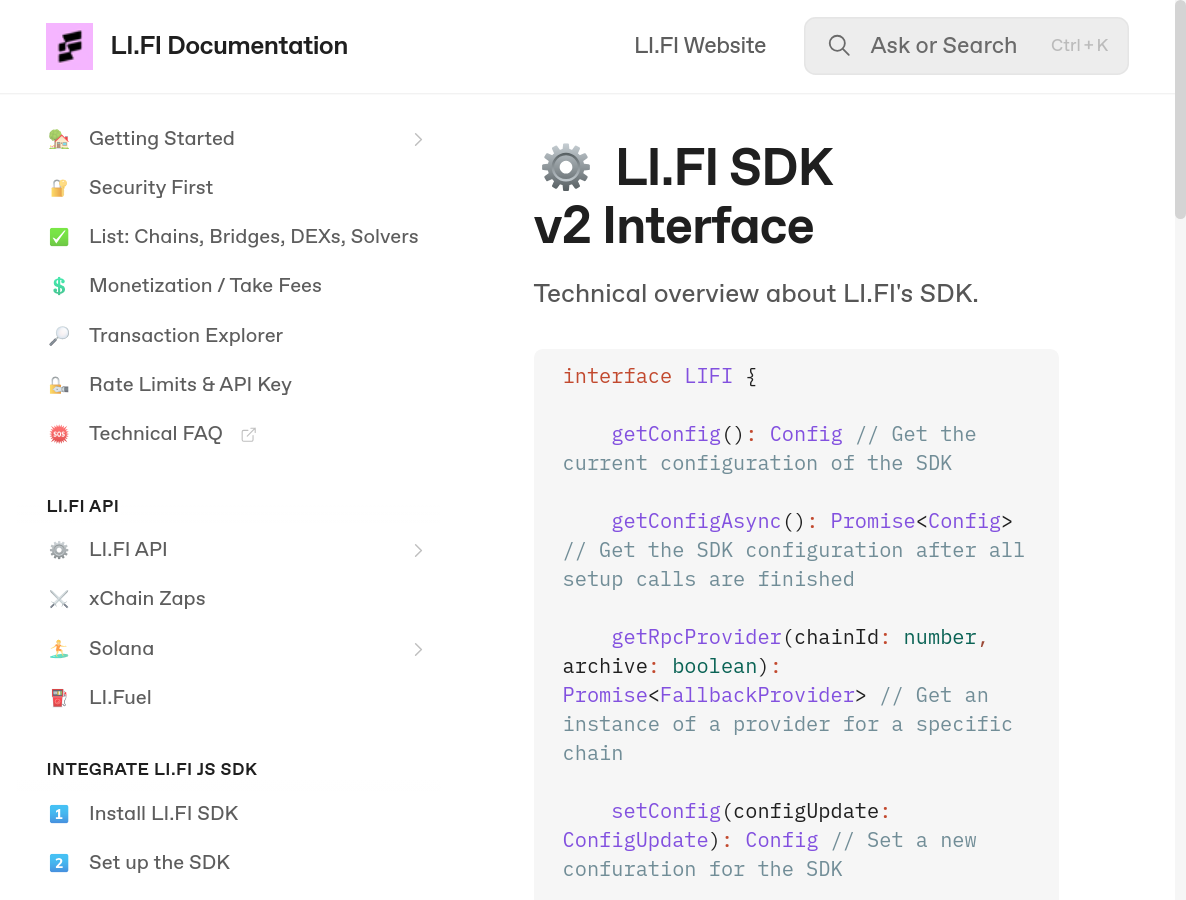 LI.FI Documentation
LI.FI Website
Ask or Search
Ctrl + K
Getting Started
Security First
List: Chains, Bridges, DEXs, Solvers
Monetization / Take Fees
Transaction Explorer
Rate Limits & API Key
Technical FAQ
LI.FI API
LI.FI API
xChain Zaps
Solana
LI.Fuel
INTEGRATE LI.FI JS SDK
1 Install LI.FI SDK
2 Set up the SDK
LI.FI SDK
v2 Interface
Technical overview about LI.FI's SDK.
interface LIFI {
getConfig(): Config // Get the
current configuration of the SDK
getConfigAsync(): Promise<Config>
// Get the SDK configuration after all
setup calls are finished
getRpcProvider(chainId: number,
archive: boolean):
Promise<FallbackProvider> // Get an
instance of a provider for a specific
chain
setConfig(configUpdate:
ConfigUpdate): Config // Set a new
confuration for the SDK